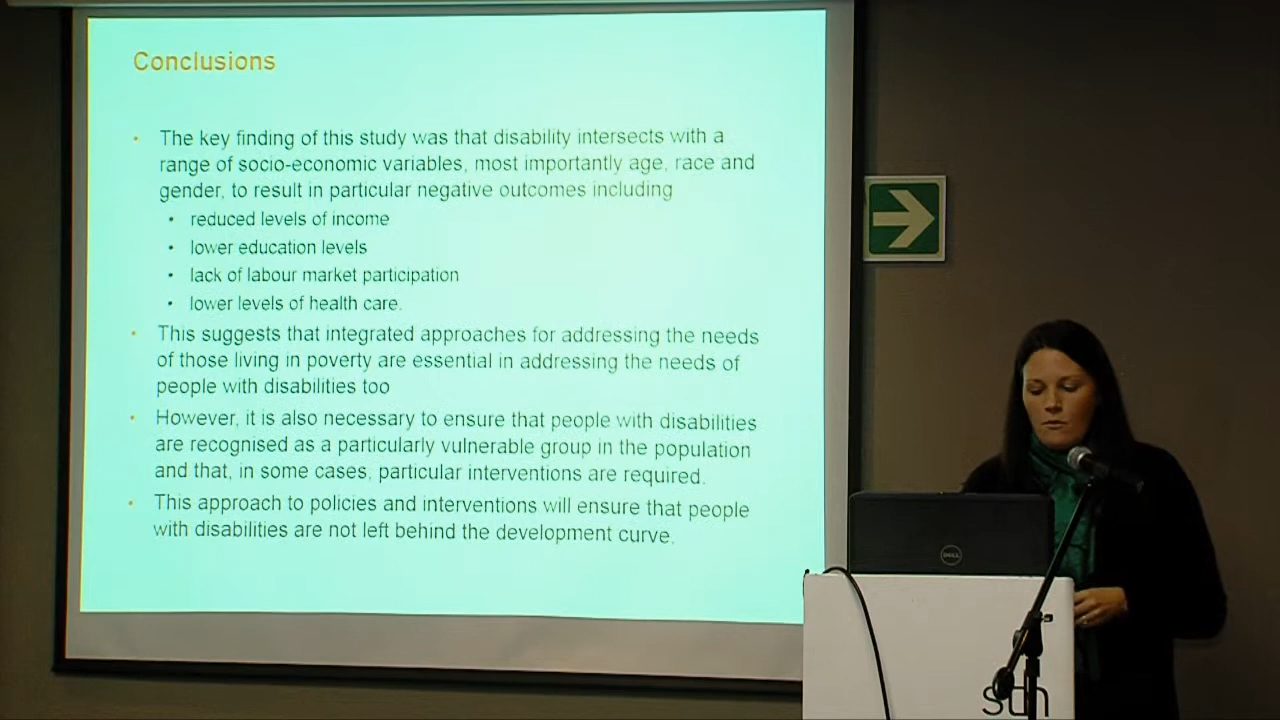 Conclusions
• The key finding of this study was that disability intersects with a
range of socio-economic variables, most importantly age, race and
gender, to result in particular negative outcomes including
• reduced levels of income
• lower education levels
• lack of labour market participation
• lower levels of health care.
• This suggests that integrated approaches for addressing the needs
of those living in poverty are essential in addressing the needs of
people with disabilities too
• However, it is also necessary to ensure that people with disabilities
are recognised as a particularly vulnerable group in the population
and that, in some cases, particular interventions are required.
• This approach to policies and interventions will ensure that people
with disabilities are not left behind the development curve.
DELL